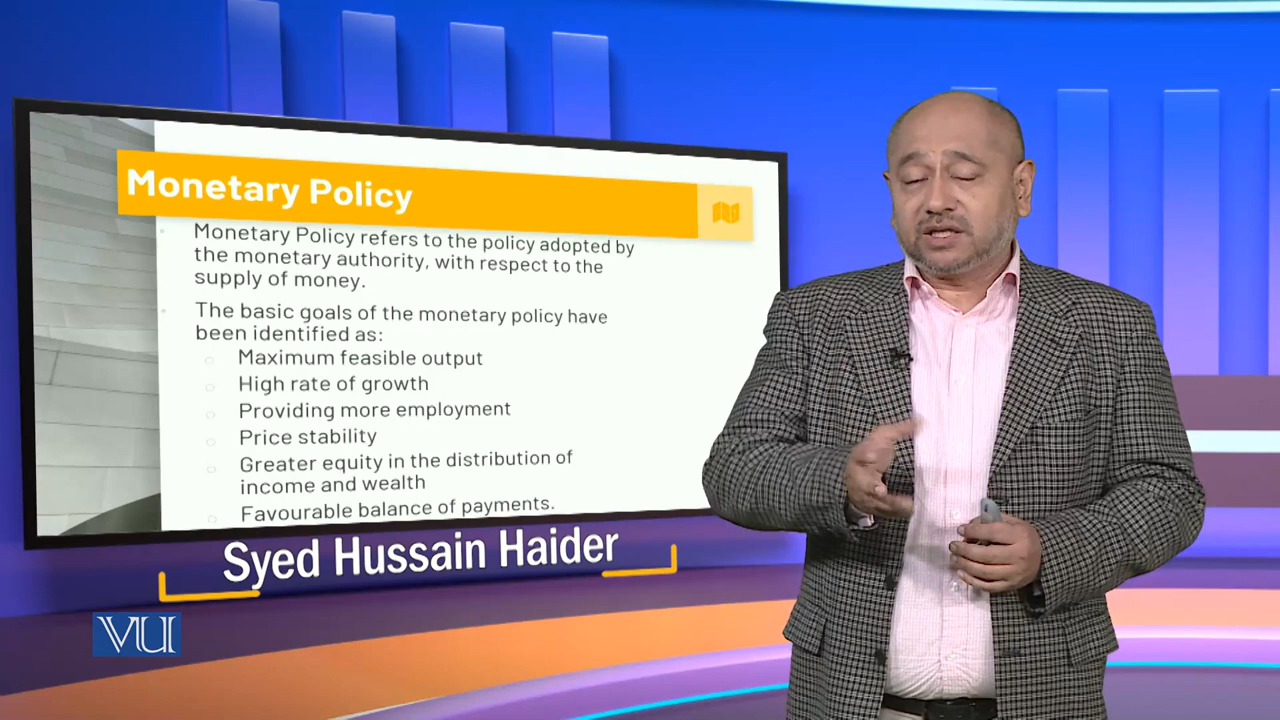 Monetary Policy
Monetary Policy refers to the policy adopted by
the monetary authority, with respect to the
supply of money.
The basic goals of the monetary policy have
been identified as:
Maximum feasible output
High rate of growth
Providing more employment
Price stability
Greater equity in the distribution of
income and wealth
Favourable balance of payments.
Syed Hussain Haider
VU